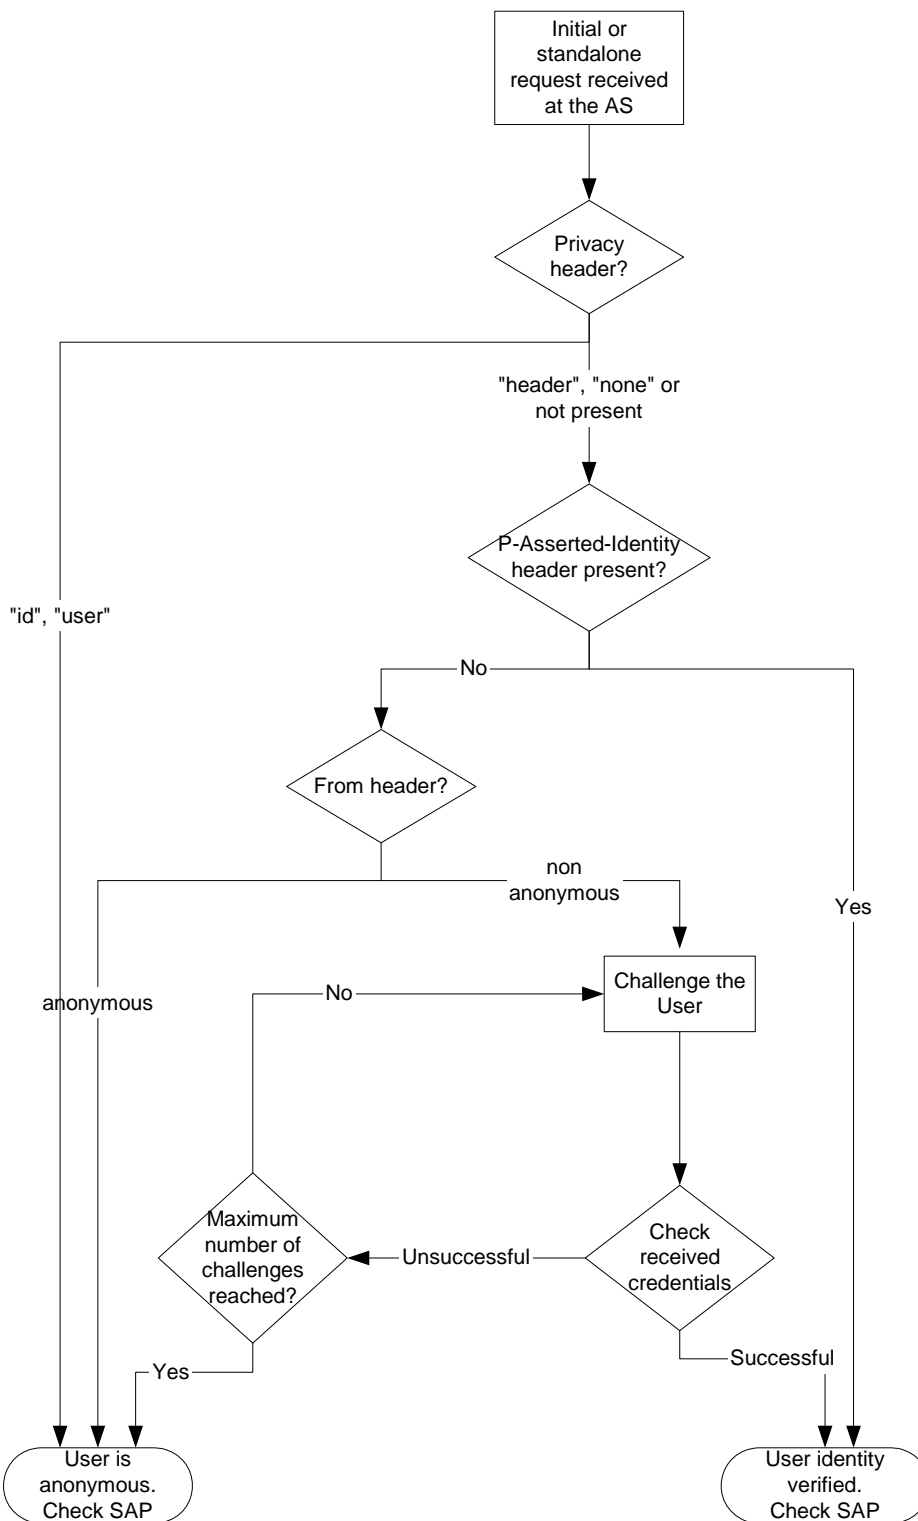 Initial or
standalone
request received
at the AS
Privacy
header?
"header", "none" or
not present
P-Asserted-Identity
header present?
"id", "user"
No
From header?
non
anonymous
Yes
Challenge the
User
No
anonymous
Maximum
number of
challenges
reached?
Unsuccessful
Check
received
credentials
Yes
Successful
User is
anonymous.
Check SAP
User identity
verified.
Check SAP